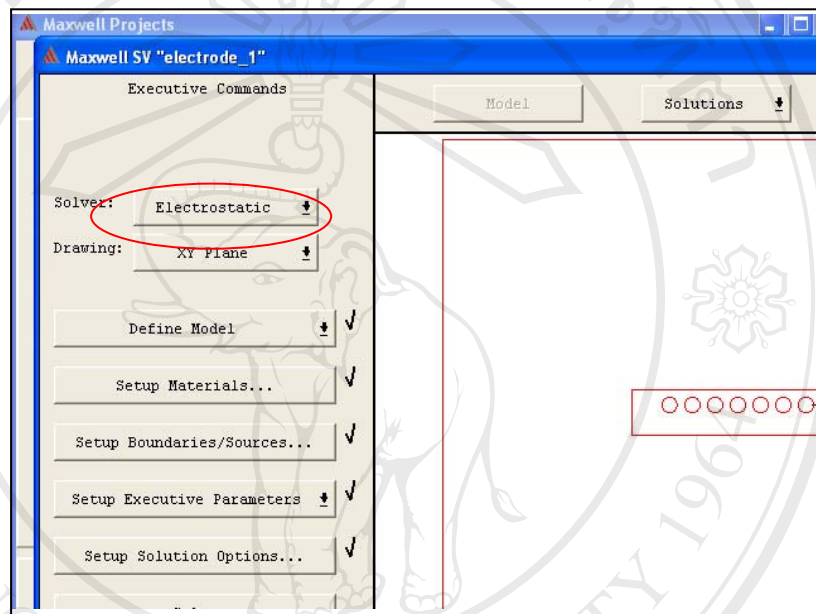 Maxwell Projects
Maxwell SV "electrode_1"
Executive Commands
Model
Solutions
Solver:
Electrostatic
Drawing:
XY Plane
Define Model
Setup Materials...
Setup Boundaries/Sources...
Setup Executive Parameters
Setup Solution Options...
1964